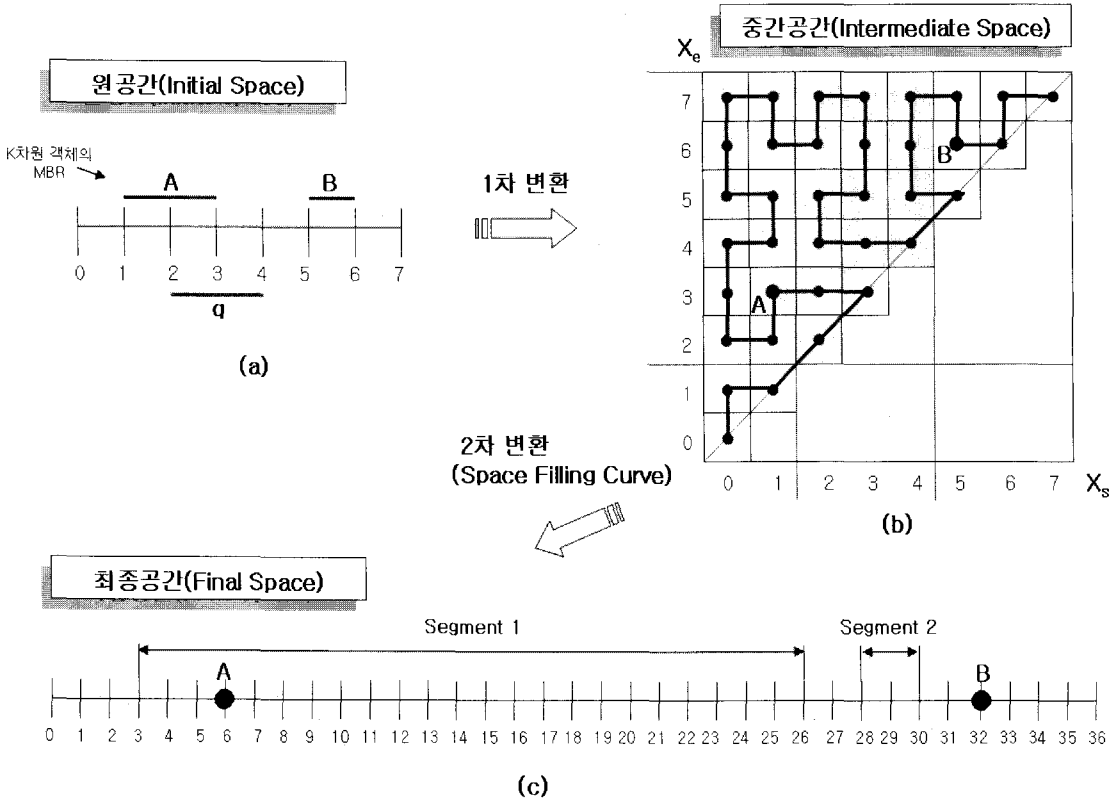 원공간(Initial Space)
K차원 객체의
MBR
A
B
0 1 2 3 4 5 6 7
q
(a)
1차 변환
중간공간(Intermediate Space)
Xe
7
6
5
4
3
2
1
0
B
A
0 1 2 3 4 5 6 7
Xs
(b)
2차 변환
(Space Filling Curve)
최종공간(Final Space)
Segment 1
Segment 2
A
B
0 1 2 3 4 5 6 7 8 9 10 11 12 13 14 15 16 17 18 19 20 21 22 23 24 25 26 27 28 29 30 31 32 33 34 35 36
(c)